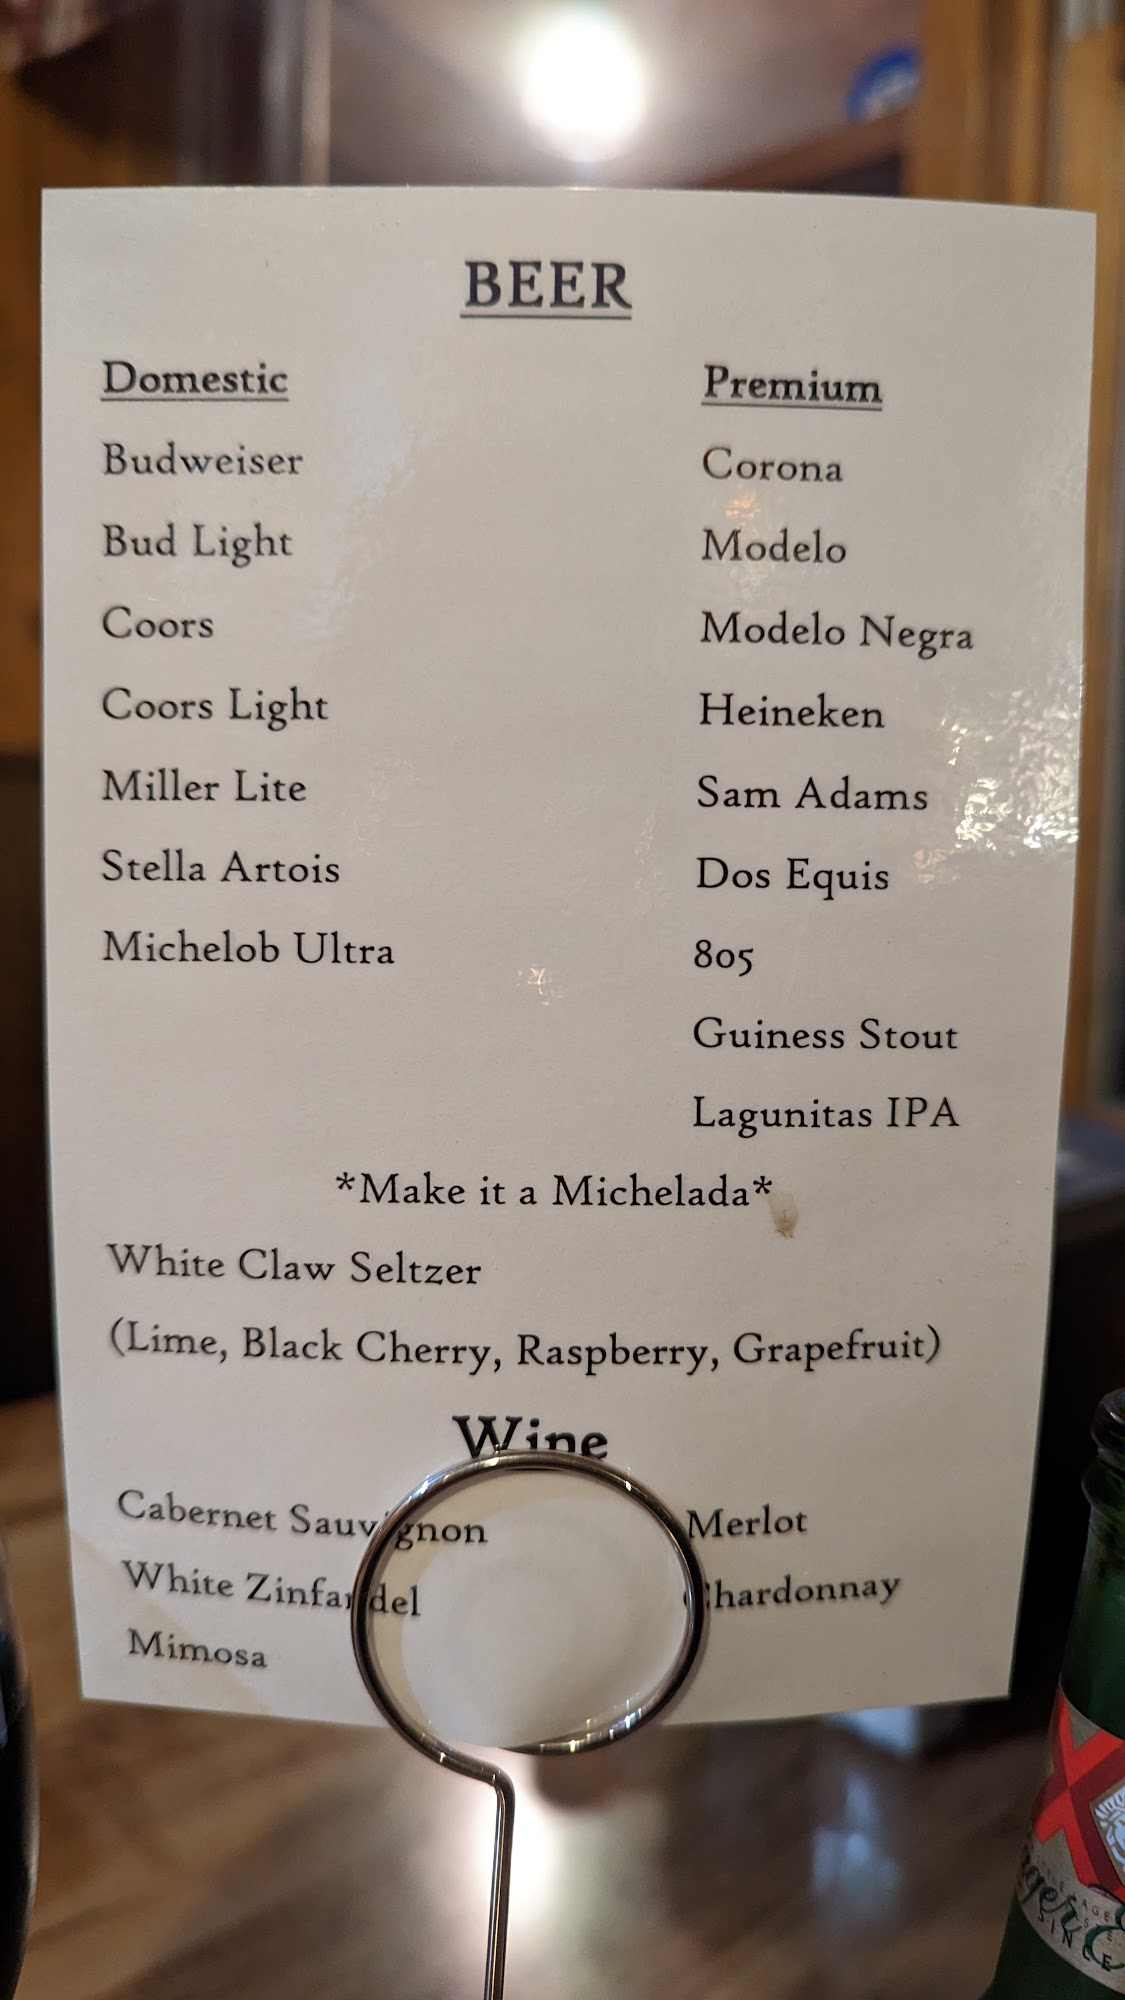 BEER
Domestic
Budweiser
Bud Light
Coors
Coors Light
Miller Lite
Stella Artois
Michelob Ultra
Premium
Corona
Modelo
Modelo Negra
Heineken
Sam Adams
Dos Equis
805
Guiness Stout
Lagunitas IPA
*Make it a Michelada*
White Claw Seltzer
(Lime, Black Cherry, Raspberry, Grapefruit)
Wine
Cabernet Sauvignon
White Zinfandel
Mimosa
Merlot
Chardonnay
X
SINCE